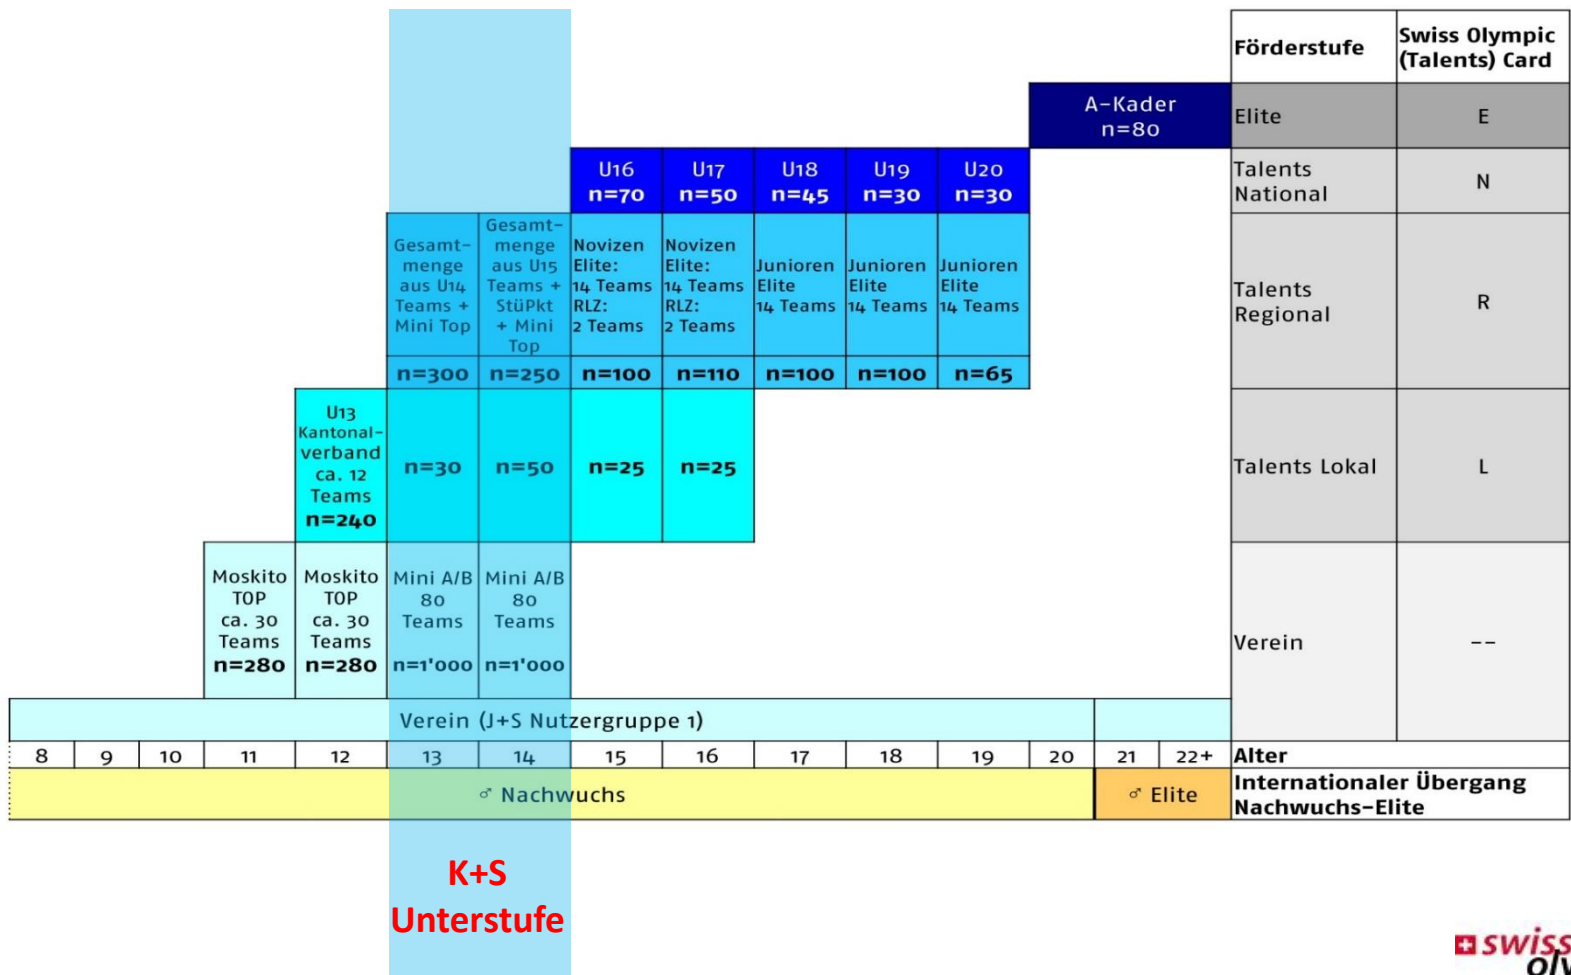 Förderstufe
Swiss Olympic
(Talents) Card
A-Kader
n=80
Elite
E
U16
n=70
U17
n=50
U18
n=45
U19
n=30
U20
n=30
Talents
National
N
Gesamt-
menge
aus U14
Teams +
Mini Top
Gesamt-
menge
aus U15
Teams +
StüPkt
+ Mini
Top
Novizen
Elite:
14 Teams
RLZ:
2 Teams
Novizen
Elite:
14 Teams
RLZ:
2 Teams
Junioren
Elite
14 Teams
Junioren
Elite
14 Teams
Junioren
Elite
14 Teams
Talents
Regional
R
n=300
n=250
n=100
n=110
n=100
n=100
n=65
U13
Kantonal-
verband
ca. 12
Teams
n=240
n=30
n=50
n=25
n=25
Talents Lokal
L
Moskito
TOP
ca. 30
Teams
n=280
Moskito
TOP
ca. 30
Teams
n=280
Mini A/B
80
Teams
n=1'000
Mini A/B
80
Teams
n=1'000
Verein
--
Verein (J+S Nutzergruppe 1)
8 9 10 11 12 13 14 15 16 17 18 19 20 21 22+ Alter
♂ Nachwuchs
♂ Elite
Internationaler Übergang
Nachwuchs-Elite
K+S
Unterstufe
swiss